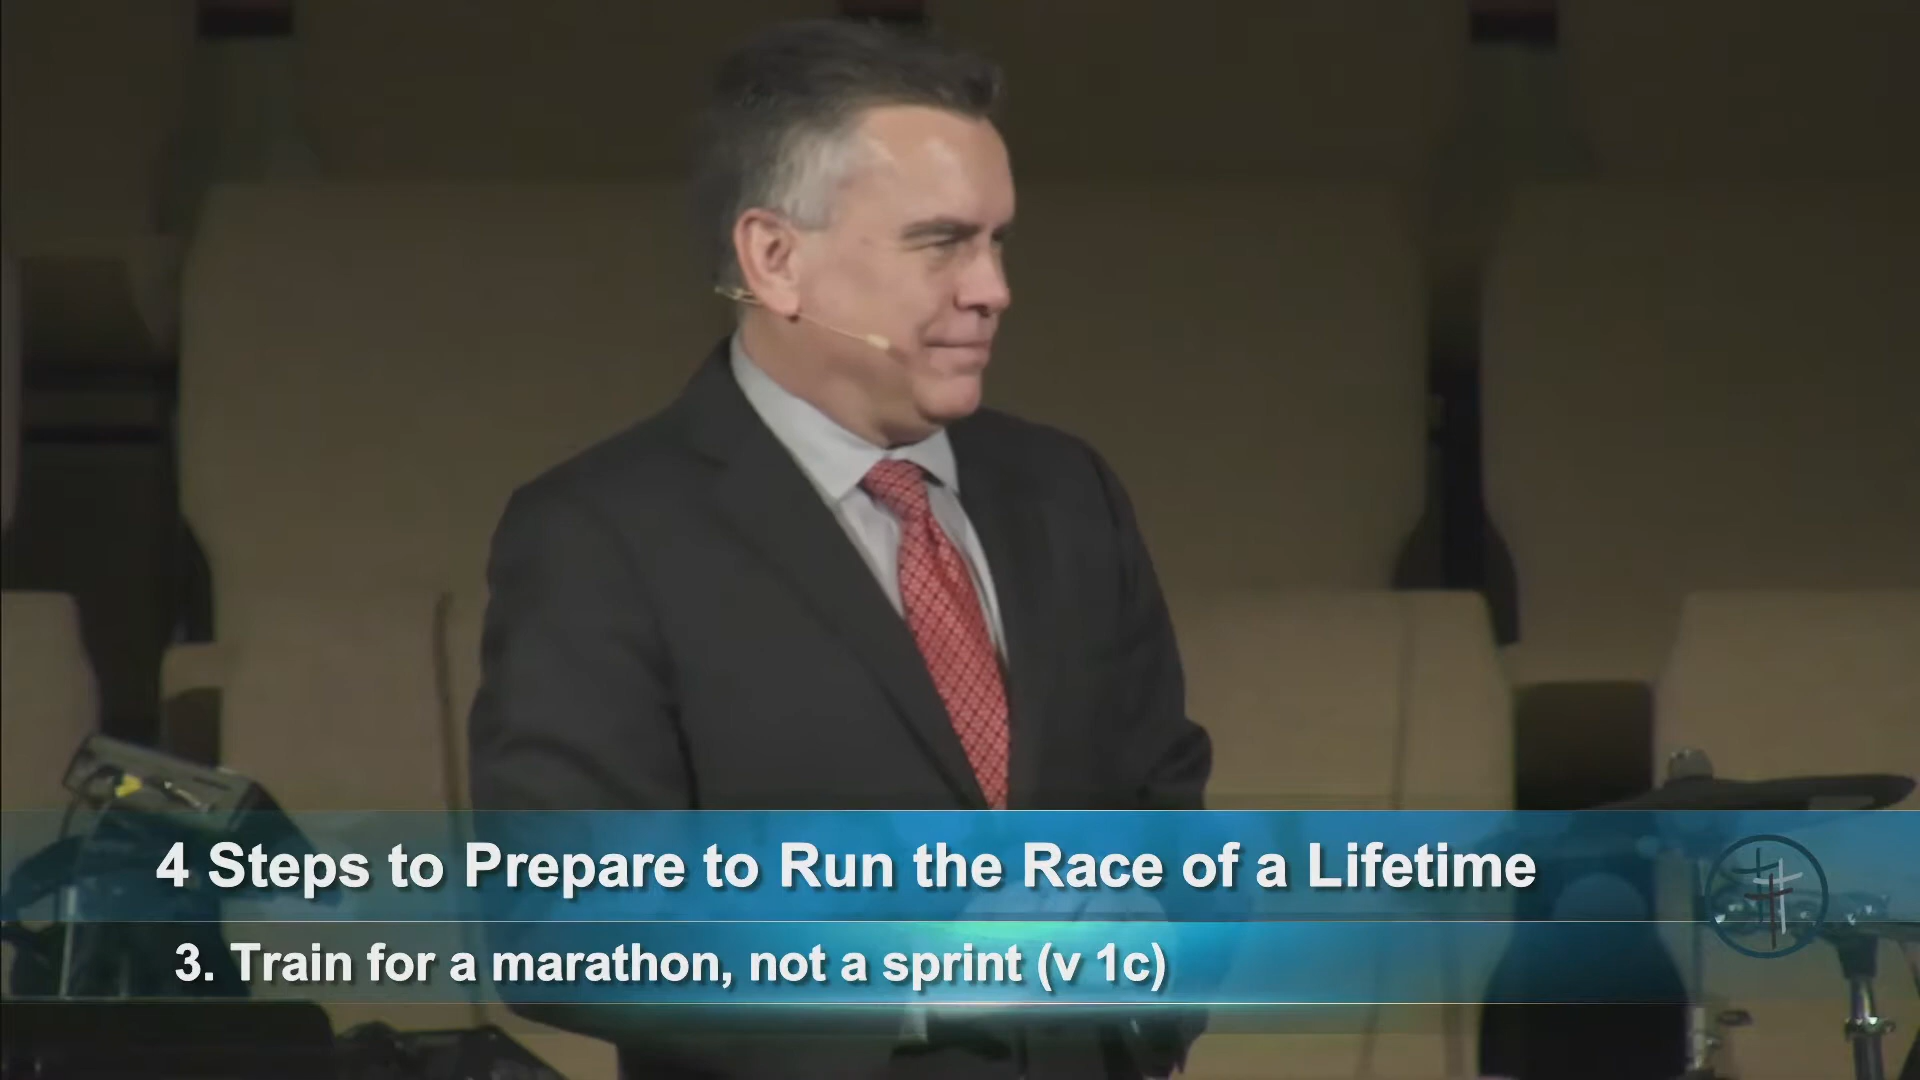 4 Steps to Prepare to Run the Race of a Lifetime
3. Train for a marathon, not a sprint (v 1c)